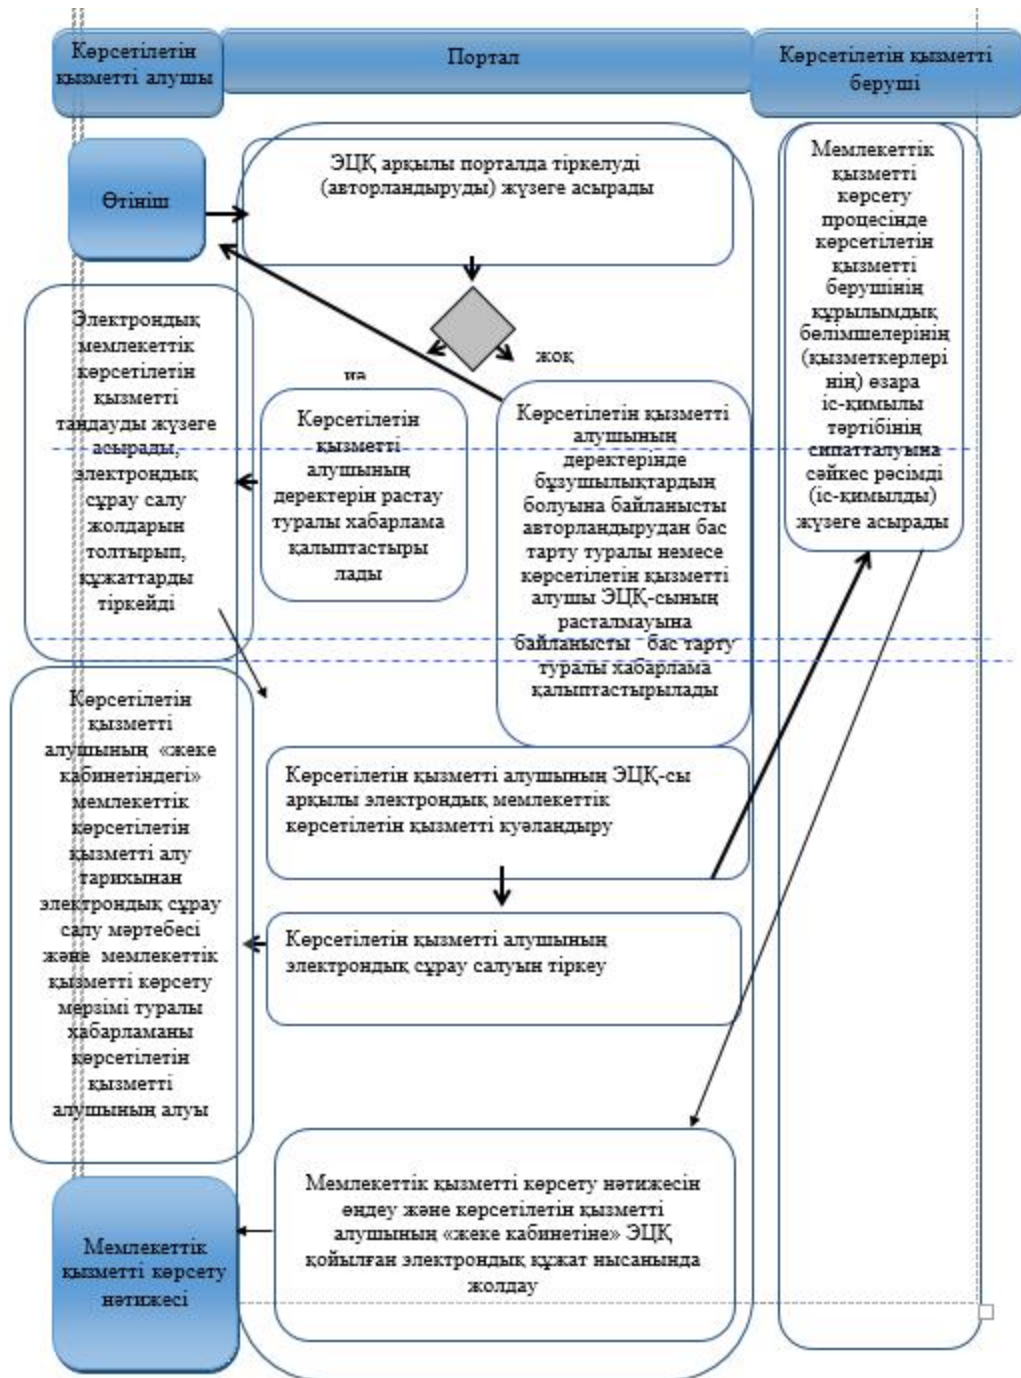 Көрсетілетін
қызметті алушы
Портал
Көрсетілетін қызметті
беруші
Өтініш
ЭЦҚ арқылы порталда тіркелуді
(авторландыруды) жүзеге асырады
Мемлекеттік
қызметті
көрсету
процесінде
көрсетілетін
қызметті
берушінің
құрылымдық
бөлімшелерінің
(қызметкерлері
нің) өзара
іс-қимылы
тәртібінің
сипатталуына
сәйкес рәсімді
(іс-қимылды)
жүзеге асырады
жоқ
иә
Электрондық
мемлекеттік
көрсетілетін
қызметті
таңдауды жүзеге
асырады,
электрондық
сұрау салу
жолдарын
толтырып,
құжаттарды
тіркейді
Көрсетілетін
қызметті
алушының
деректерін растау
туралы хабарлама
қалыптастыры
лады
Көрсетілетін қызметті
алушының
деректерінде
бұзушылықтардың
болуына байланысты
авторландырудан бас
тарту туралы немесе
көрсетілетін қызметті
алушы ЭЦҚ-сының
расталмауына
байланысты бас тарту
туралы хабарлама
қалыптастырылады
Көрсетілетін
қызметті
алушының «жеке
кабинетіндегі»
мемлекеттік
көрсетілетін
қызметті алу
тарихынан
электрондық сұрау
салу мәртебесі
және мемлекеттік
қызметті көрсету
мерзімі туралы
хабарламаны
көрсетілетін
қызметті
алушының алуы
Көрсетілетін қызметті алушының ЭЦҚ-сы
арқылы электрондық мемлекеттік
көрсетілетін қызметті куәландыру
Көрсетілетін қызметті алушының
электрондық сұрау салуын тіркеу
Мемлекеттік қызметті көрсету нәтижесін
өңдеу және көрсетілетін қызметті
алушының «жеке кабинетіне» ЭЦҚ
қойылған электрондық құжат нысанында
жолдау
Мемлекеттік
қызметті көрсету
нәтижесі